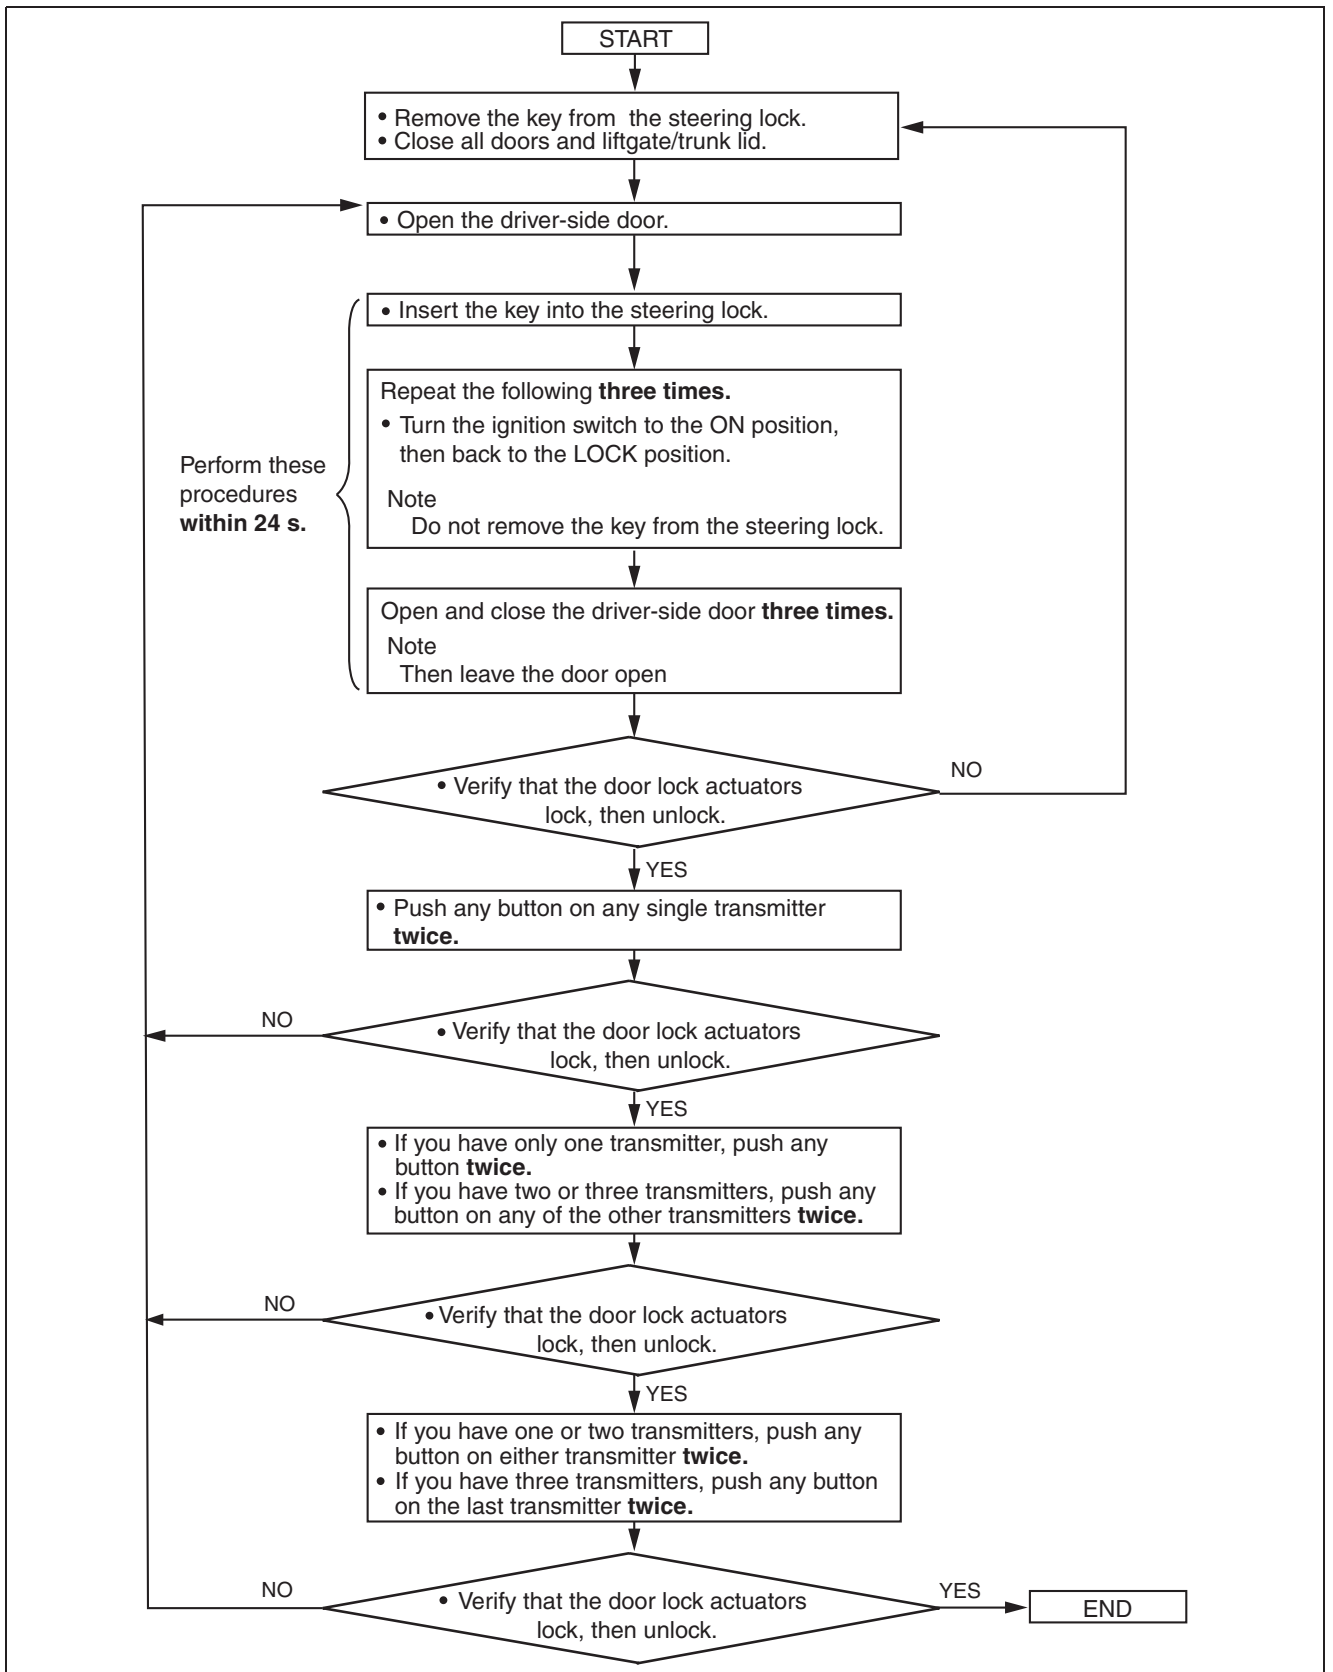 START
• Remove the key from the steering lock.
• Close all doors and liftgate/trunk lid.
• Open the driver-side door.
• Insert the key into the steering lock.
Repeat the following three times.
• Turn the ignition switch to the ON position,
then back to the LOCK position.
Note
Do not remove the key from the steering lock.
Perform these
procedures
within 24 s.
Open and close the driver-side door three times.
Note
Then leave the door open
• Verify that the door lock actuators
lock, then unlock.
NO
YES
• Push any button on any single transmitter
twice.
• Verify that the door lock actuators
lock, then unlock.
NO
YES
• If you have only one transmitter, push any
button twice.
• If you have two or three transmitters, push any
button on any of the other transmitters twice.
• Verify that the door lock actuators
lock, then unlock.
NO
YES
• If you have one or two transmitters, push any
button on either transmitter twice.
• If you have three transmitters, push any button
on the last transmitter twice.
• Verify that the door lock actuators
lock, then unlock.
NO
YES
END